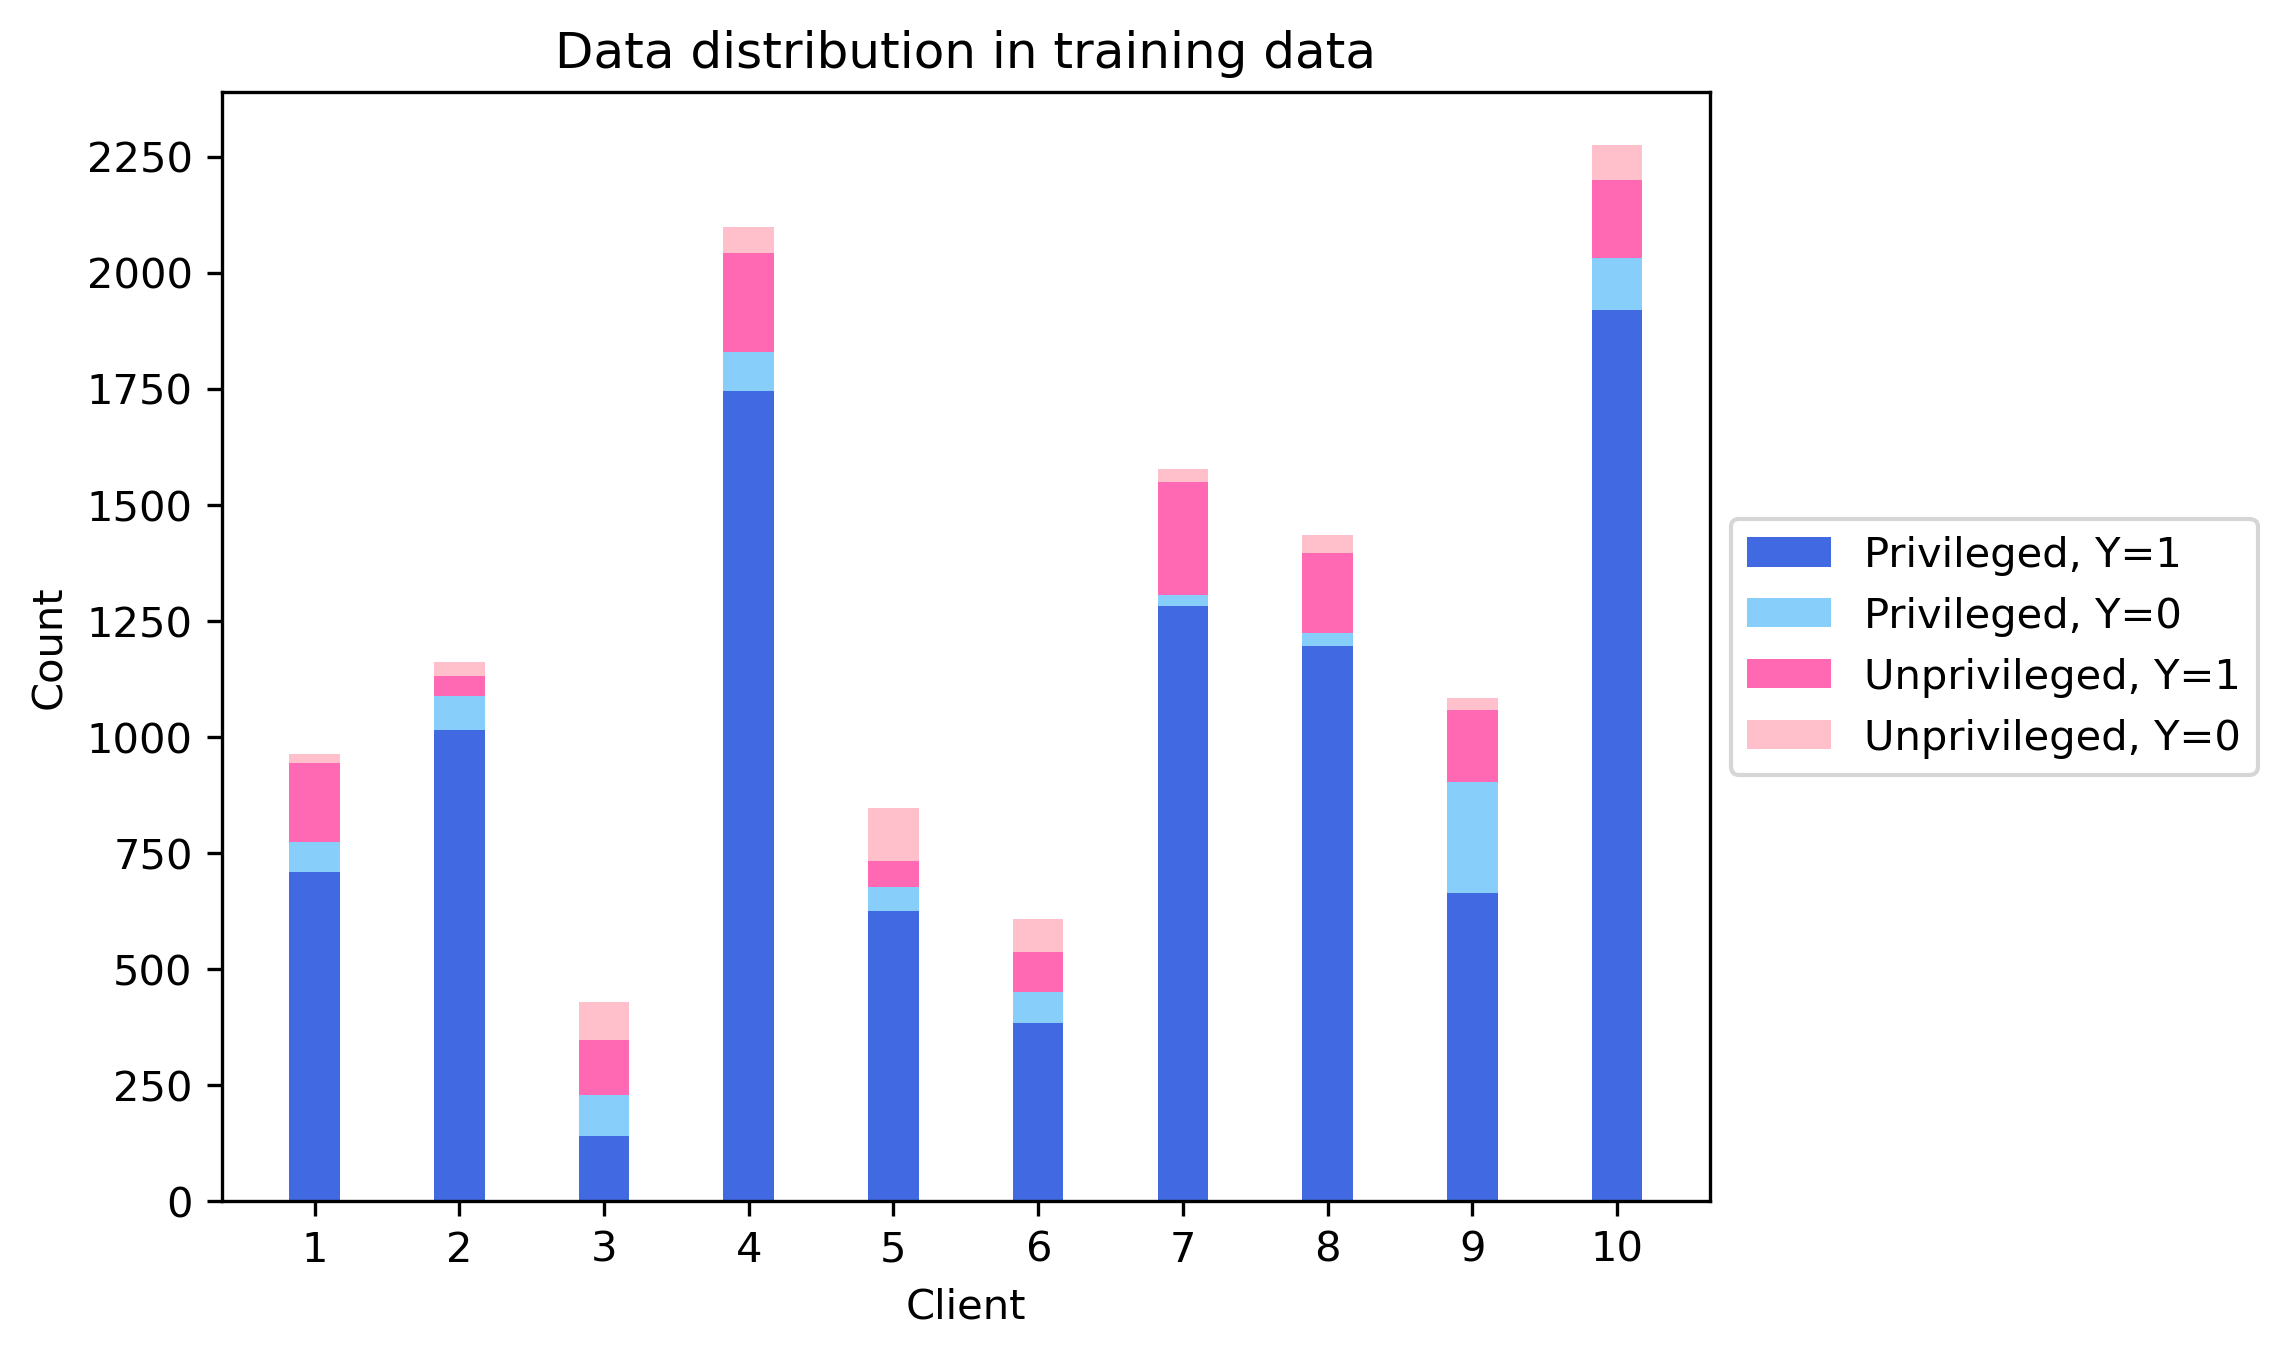 Data distribution in training data
Count
2250
2000
1750
1500
1250
1000
750
500
250
0
1 2 3 4 5 6 7 8 9 10
Client
Privileged, Y=1
Privileged, Y=0
Unprivileged, Y=1
Unprivileged, Y=0